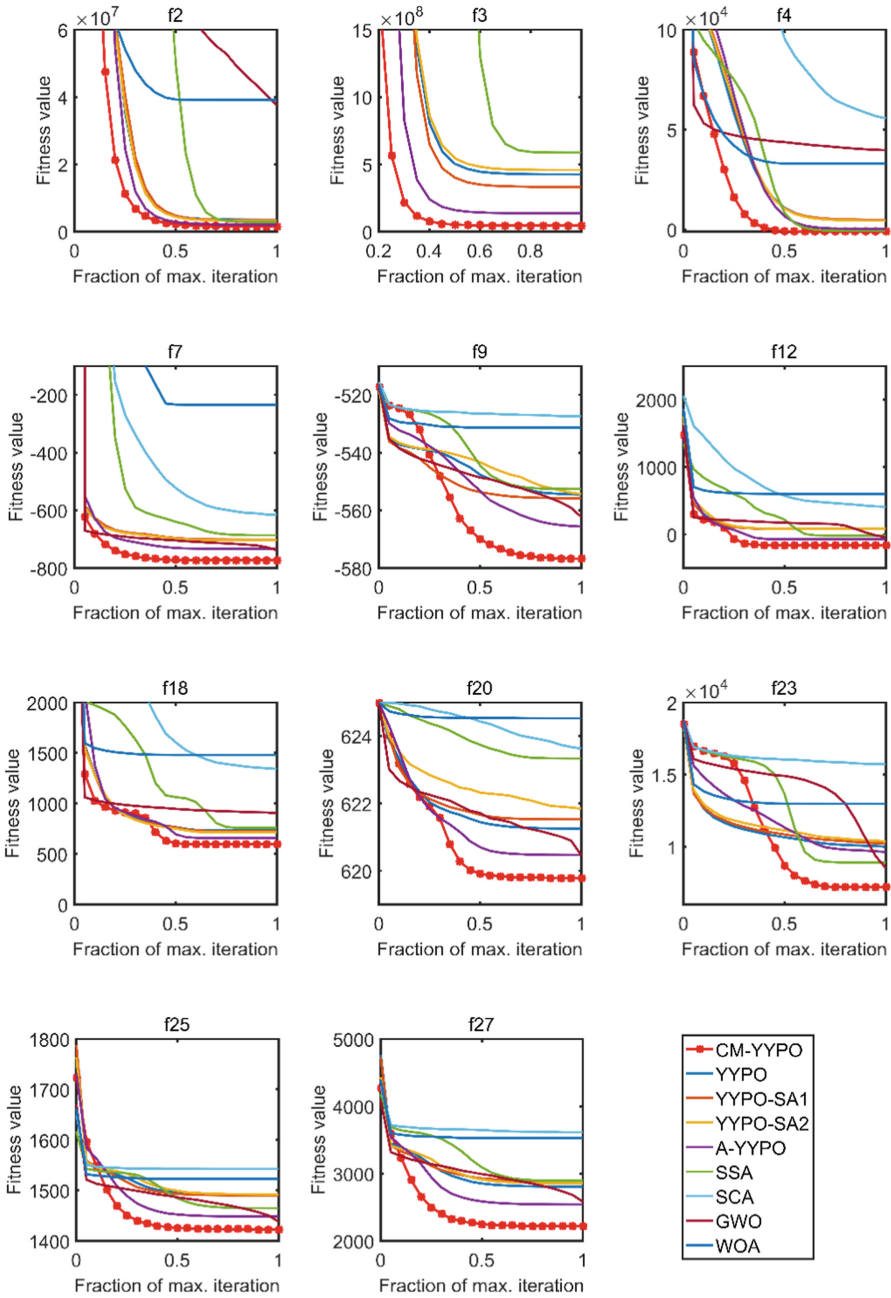 ×10⁷
f2
6
4
2
0
Fitness value
0
0.5
1
Fraction of max. iteration
×10⁸
f3
15
10
5
0
Fitness value
0.2
0.4
0.6
0.8
Fraction of max. iteration
×10⁴
f4
10
5
0
Fitness value
0
0.5
1
Fraction of max. iteration
f7
-200
-400
-600
-800
Fitness value
0
0.5
1
Fraction of max. iteration
f9
-520
-540
-560
-580
Fitness value
0
0.5
1
Fraction of max. iteration
f12
2000
1000
0
Fitness value
0
0.5
1
Fraction of max. iteration
f18
2000
1500
1000
500
0
Fitness value
0
0.5
1
Fraction of max. iteration
f20
624
622
620
Fitness value
0
0.5
1
Fraction of max. iteration
×10⁴
f23
2
1.5
1
Fitness value
0
0.5
1
Fraction of max. iteration
f25
1800
1700
1600
1500
1400
Fitness value
0
0.5
1
Fraction of max. iteration
f27
5000
4000
3000
2000
Fitness value
0
0.5
1
Fraction of max. iteration
CM-YYPO
YYPO
YYPO-SA1
YYPO-SA2
A-YYPO
SSA
SCA
GWO
WOA